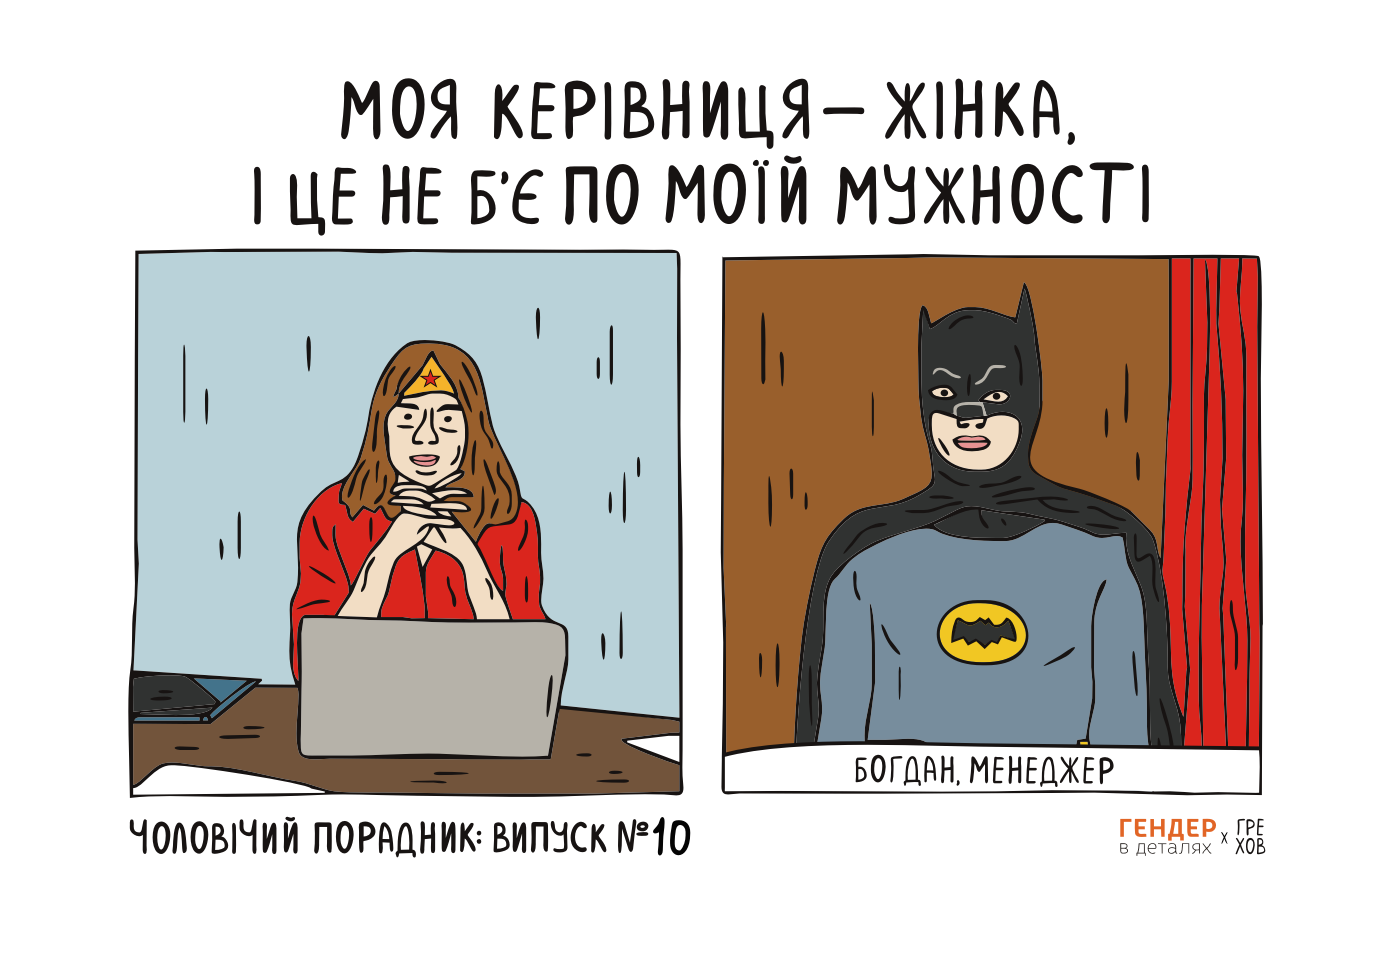 МОЯ КЕРІВНИЦЯ – ЖІНКА,
І ЦЕ НЕ Б'Є ПО МОЇЙ МУЖНОСТІ
БОГДАН, МЕНЕДЖЕР
ЧОЛОВІЧИЙ ПОРАДНИК: ВИПУСК №10
ГЕНДЕР
в деталях
х
ГРЕ
ХОВ